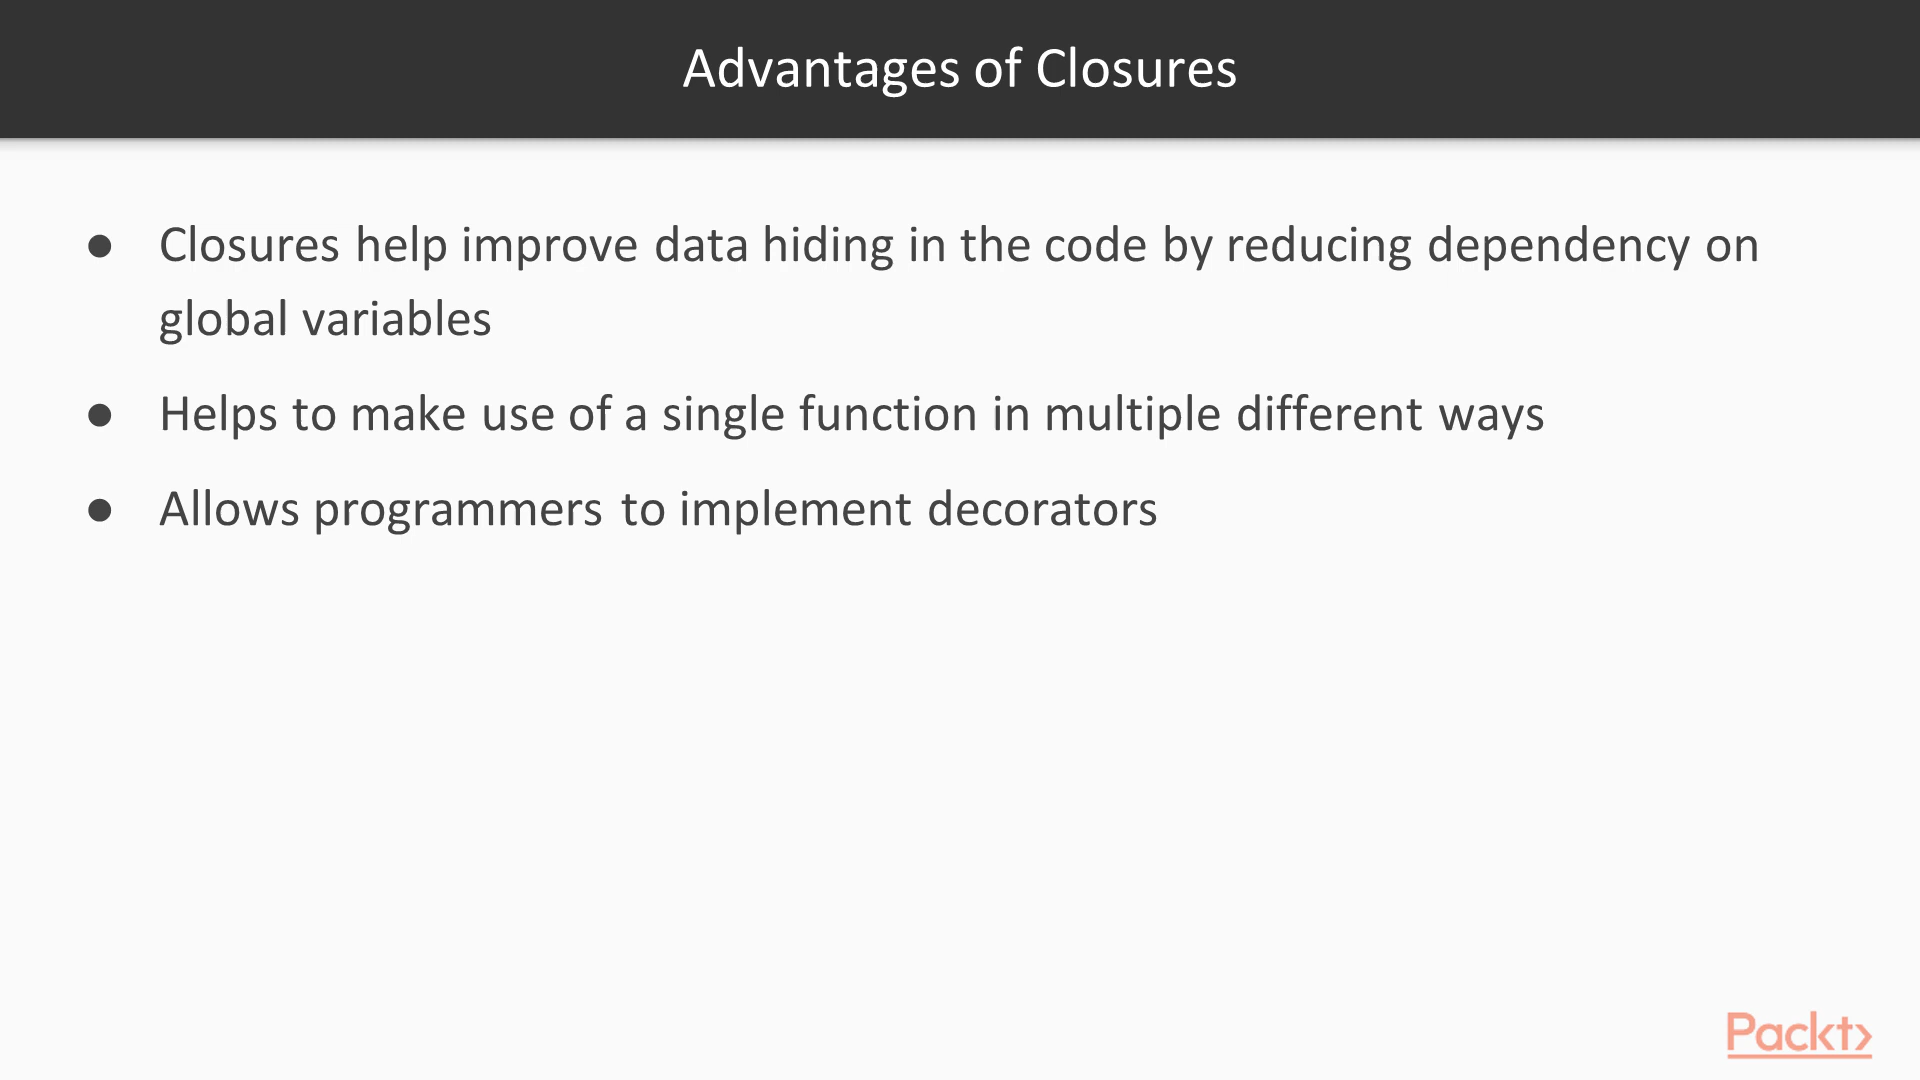 Advantages of Closures
● Closures help improve data hiding in the code by reducing dependency on
global variables
● Helps to make use of a single function in multiple different ways
● Allows programmers to implement decorators
Packt>